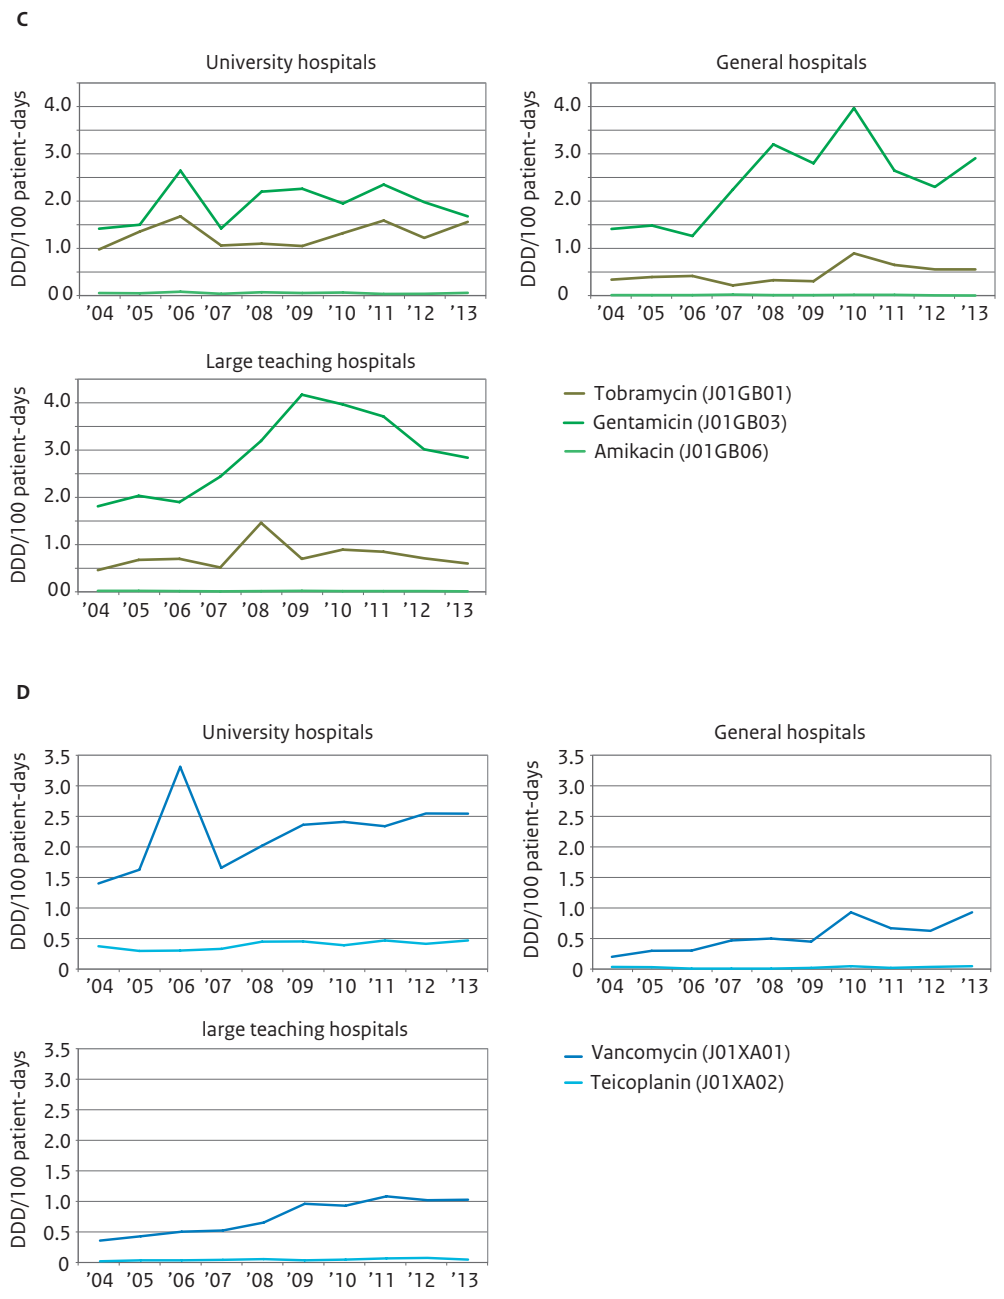 C
University hospitals
DDD/100 patient-days
4.0
3.0
2.0
1.0
00
’04 ’05 ’06 ’07 ’08 ’09 ’10 ’11 ’12 ’13
General hospitals
DDD/100 patient-days
4.0
3.0
2.0
1.0
0
’04 ’05 ’06 ’07 ’08 ’09 ’10 ’11 ’12 ’13
Large teaching hospitals
DDD/100 patient-days
4.0
3.0
2.0
1.0
00
’04 ’05 ’06 ’07 ’08 ’09 ’10 ’11 ’12 ’13
Tobramycin (J01GB01)
Gentamicin (J01GB03)
Amikacin (J01GB06)
D
University hospitals
DDD/100 patient-days
3.5
3.0
2.5
2.0
1.5
1.0
0.5
0
’04 ’05 ’06 ’07 ’08 ’09 ’10 ’11 ’12 ’13
General hospitals
DDD/100 patient-days
3.5
3.0
2.5
2.0
1.5
1.0
0.5
0
’04 ’05 ’06 ’07 ’08 ’09 ’10 ’11 ’12 ’13
large teaching hospitals
DDD/100 patient-days
3.5
3.0
2.5
2.0
1.5
1.0
0.5
0
’04 ’05 ’06 ’07 ’08 ’09 ’10 ’11 ’12 ’13
Vancomycin (J01XA01)
Teicoplanin (J01XA02)